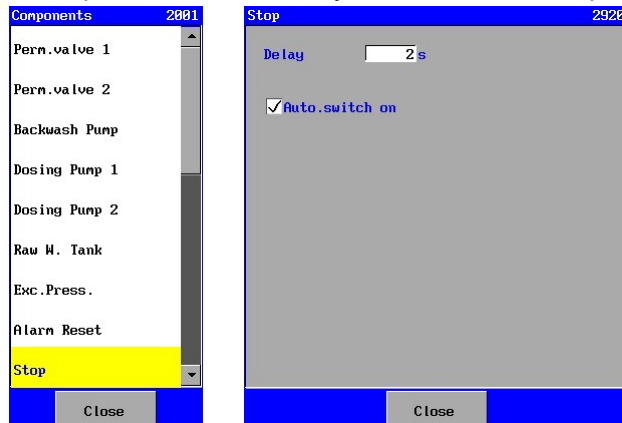 Components 2001
Perm.valve 1
Perm.valve 2
Backwash Pump
Dosing Pump 1
Dosing Pump 2
Raw W. Tank
Exc.Press.
Alarm Reset
Stop
Close
Stop 2920
Delay 2 s
Auto.switch on
Close